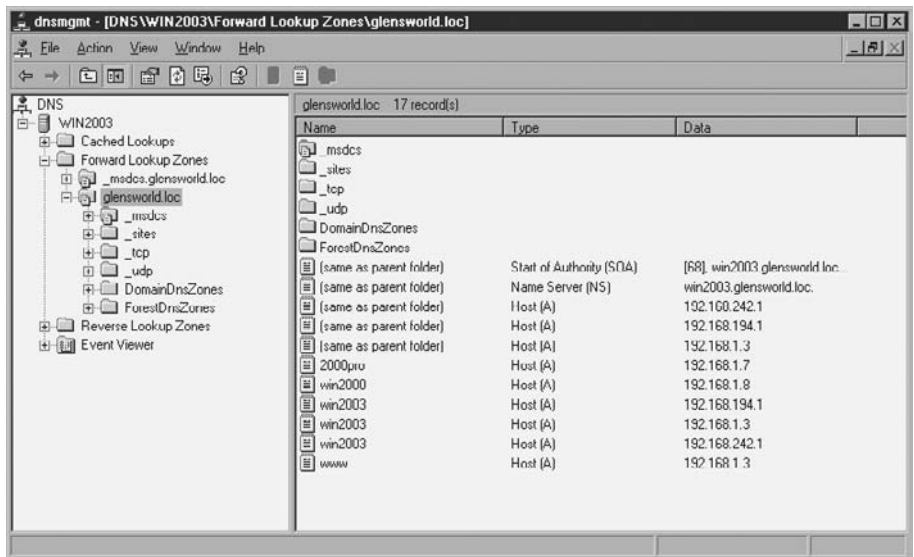 dnsmgmt - [DNS\WIN2003\Forward Lookup Zones\glensworld.loc]
File Action View Window Help
DNS
WIN2003
Cached Lookups
Forward Lookup Zones
_msdcs.glensworld.loc
glensworld.loc
_msdcs
_sites
_tcp
_udp
DomainDnsZones
ForestDnsZones
Reverse Lookup Zones
Event Viewer
glensworld.loc 17 record(s)
Name Type Data
_msdcs
_sites
_tcp
_udp
DomainDnsZones
ForestDnsZones
(same as parent folder) Start of Authority (SOA) [68], win2003.glensworld.loc...
(same as parent folder) Name Server (NS) win2003.glensworld.loc.
(same as parent folder) Host (A) 192.168.242.1
(same as parent folder) Host (A) 192.168.194.1
(same as parent folder) Host (A) 192.168.1.3
2000pro Host (A) 192.168.1.7
win2000 Host (A) 192.168.1.8
win2003 Host (A) 192.168.194.1
win2003 Host (A) 192.168.1.3
win2003 Host (A) 192.168.242.1
www Host (A) 192.168.1.3